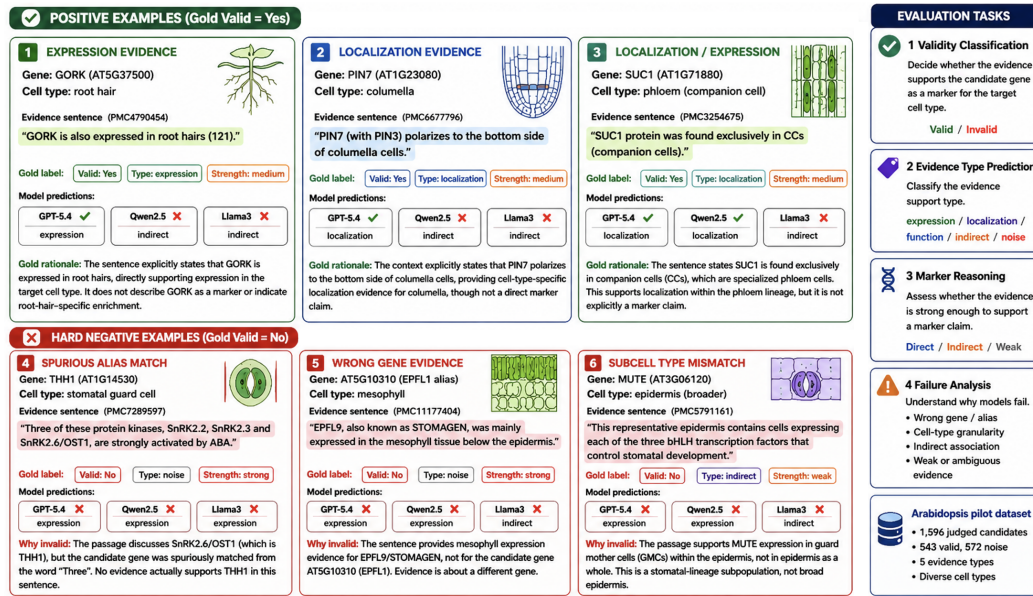 POSITIVE EXAMPLES (Gold Valid = Yes)
1 EXPRESSION EVIDENCE
Gene: GORK (AT5G37500)
Cell type: root hair
Evidence sentence (PMC4790454)
“GORK is also expressed in root hairs (121).”
Gold label: Valid: Yes Type: expression Strength: medium
Model predictions:
GPT-5.4 ✓ Qwen2.5 ✗ Llama3 ✗
expression indirect indirect
Gold rationale: The sentence explicitly states that GORK is
expressed in root hairs, directly supporting expression in the
target cell type. It does not describe GORK as a marker or indicate
root-hair-specific enrichment.
2 LOCALIZATION EVIDENCE
Gene: PIN7 (AT1G23080)
Cell type: columella
Evidence sentence (PMC6677796)
“PIN7 (with PIN3) polarizes to the bottom side
of columella cells.”
Gold label: Valid: Yes Type: localization Strength: medium
Model predictions:
GPT-5.4 ✓ Qwen2.5 ✗ Llama3 ✗
localization indirect indirect
Gold rationale: The context explicitly states that PIN7 polarizes
to the bottom side of columella cells, providing cell-type-specific
localization evidence for columella, though not a direct marker
claim.
3 LOCALIZATION / EXPRESSION
Gene: SUC1 (AT1G71880)
Cell type: phloem (companion cell)
Evidence sentence (PMC3254675)
“SUC1 protein was found exclusively in CCs
(companion cells).”
Gold label: Valid: Yes Type: localization Strength: medium
Model predictions:
GPT-5.4 ✓ Qwen2.5 ✓ Llama3 ✗
localization localization indirect
Gold rationale: The sentence states SUC1 is found exclusively
in companion cells (CCs), which are specialized phloem cells.
This supports localization within the phloem lineage, but it is not
explicitly a marker claim.
HARD NEGATIVE EXAMPLES (Gold Valid = No)
4 SPURIOUS ALIAS MATCH
Gene: THH1 (AT1G14530)
Cell type: stomatal guard cell
Evidence sentence (PMC7289597)
“Three of these protein kinases, SnRK2.2, SnRK2.3 and
SnRK2.6/OST1, are strongly activated by ABA.”
Gold label: Valid: No Type: noise Strength: strong
Model predictions:
GPT-5.4 ✗ Qwen2.5 ✗ Llama3 ✗
expression expression expression
Why invalid: The passage discusses SnRK2.6/OST1 (which is
THH1), but the candidate gene was spuriously matched from
the word “Three”. No evidence actually supports THH1 in this
sentence.
5 WRONG GENE EVIDENCE
Gene: AT5G10310 (EPFL1 alias)
Cell type: mesophyll
Evidence sentence (PMC11177404)
“EPFL9, also known as STOMAGEN, was mainly
expressed in the mesophyll tissue below the epidermis.”
Gold label: Valid: No Type: noise Strength: strong
Model predictions:
GPT-5.4 ✗ Qwen2.5 ✗ Llama3 ✗
expression expression indirect
Why invalid: The sentence provides mesophyll expression
evidence for EPFL9/STOMAGEN, not for the candidate gene
AT5G10310 (EPFL1). Evidence is about a different gene.
6 SUBCELL TYPE MISMATCH
Gene: MUTE (AT3G06120)
Cell type: epidermis (broader)
Evidence sentence (PMC5791161)
“This representative epidermis contains cells expressing
each of the three bHLH transcription factors that
control stomatal development.”
Gold label: Valid: No Type: indirect Strength: weak
Model predictions:
GPT-5.4 ✗ Qwen2.5 ✗ Llama3 ✗
expression expression indirect
Why invalid: The passage supports MUTE expression in guard
mother cells (GMCs) within the epidermis, not in epidermis as a
whole. This is a stomatal-lineage subpopulation, not broad
epidermis.
EVALUATION TASKS
1 Validity Classification
Decide whether the evidence
supports the candidate gene
as a marker for the target
cell type.
Valid / Invalid
2 Evidence Type Prediction
Classify the evidence
support type.
expression / localization /
function / indirect / noise
3 Marker Reasoning
Assess whether the evidence
is strong enough to support
a marker claim.
Direct / Indirect / Weak
4 Failure Analysis
Understand why models fail.
• Wrong gene / alias
• Cell-type granularity
• Indirect association
• Weak or ambiguous
evidence
Arabidopsis pilot dataset
• 1,596 judged candidates
• 543 valid, 572 noise
• 5 evidence types
• Diverse cell types